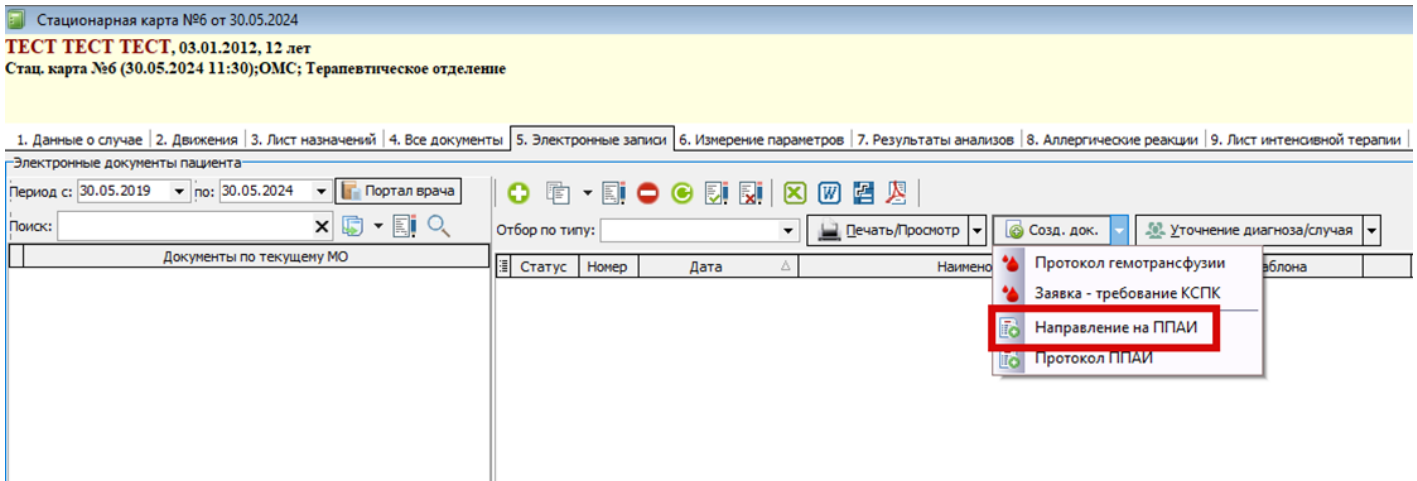 Стационарная карта №6 от 30.05.2024
ТЕСТ ТЕСТ ТЕСТ, 03.01.2012, 12 лет
Стац. карта №6 (30.05.2024 11:30);ОМС; Терапевтическое отделение
1. Данные о случае 2. Движения 3. Лист назначений 4. Все документы 5. Электронные записи 6. Измерение параметров 7. Результаты анализов 8. Аллергические реакции 9. Лист интенсивной терапии
Электронные документы пациента
Период с: 30.05.2019 по: 30.05.2024 Портал врача
Поиск:
Отбор по типу: Печать/Просмотр Созд. док. Уточнение диагноза/случая
Документы по текущему МО
Статус Номер Дата Наимено аблона
Протокол гемотрансфузии
Заявка - требование КСПК
Направление на ППАИ
Протокол ППАИ